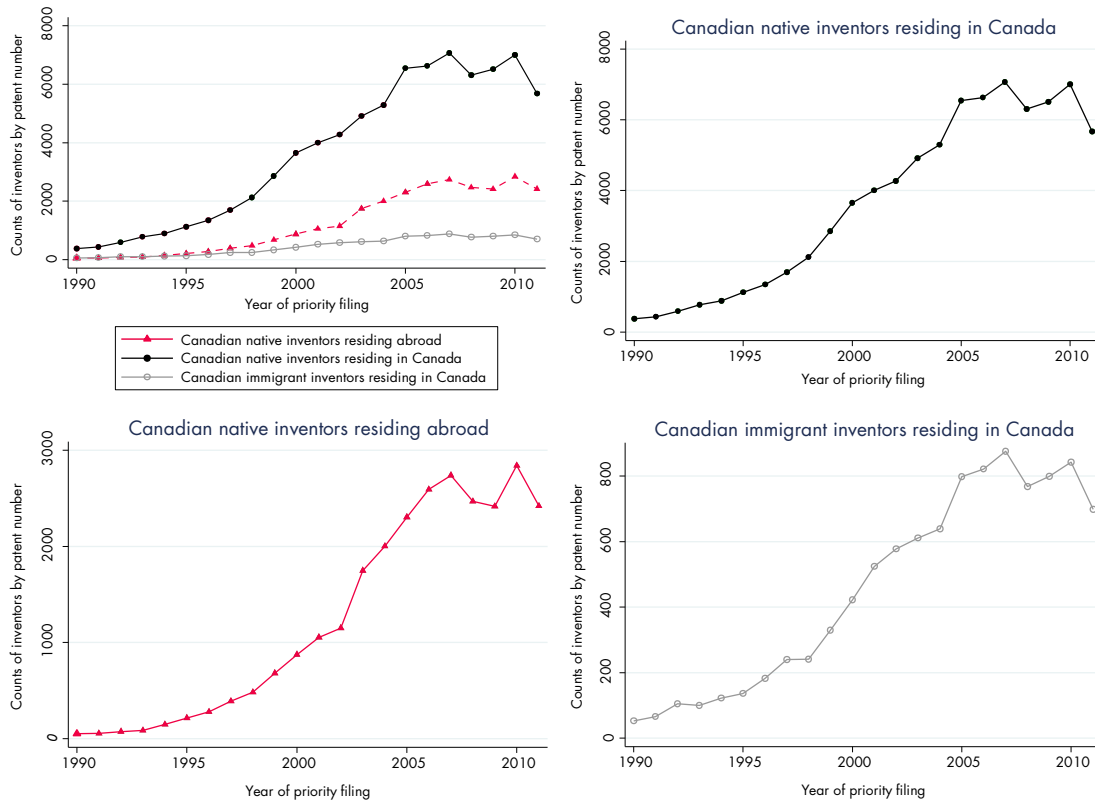 8000
6000
4000
2000
0
Counts of inventors by patent number
1990 1995 2000 2005 2010
Year of priority filing
Canadian native inventors residing abroad
Canadian native inventors residing in Canada
Canadian immigrant inventors residing in Canada
Canadian native inventors residing in Canada
8000
6000
4000
2000
0
Counts of inventors by patent number
1990 1995 2000 2005 2010
Year of priority filing
Canadian native inventors residing abroad
3000
2000
1000
0
Counts of inventors by patent number
1990 1995 2000 2005 2010
Year of priority filing
Canadian immigrant inventors residing in Canada
800
600
400
200
0
Counts of inventors by patent number
1990 1995 2000 2005 2010
Year of priority filing